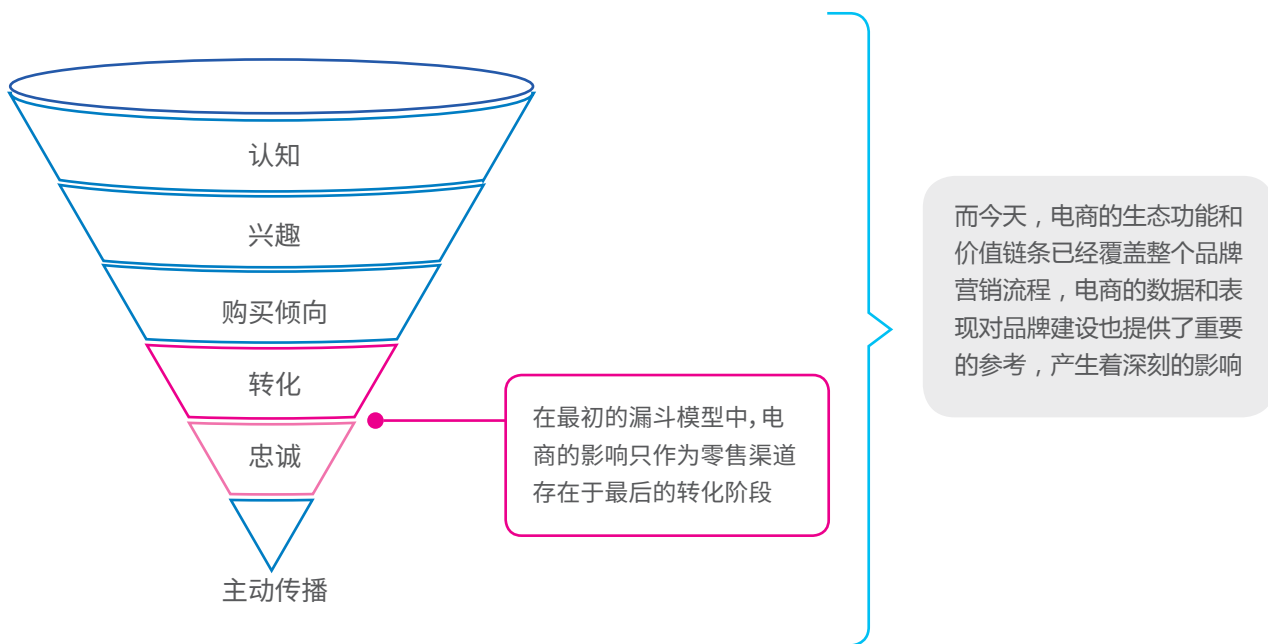 认知
兴趣
购买倾向
转化
忠诚
主动传播
在最初的漏斗模型中，电
商的影响只作为零售渠道
存在于最后的转化阶段
而今天，电商的生态功能和
价值链条已经覆盖整个品牌
营销流程，电商的数据和表
现对品牌建设也提供了重要
的参考，产生着深刻的影响